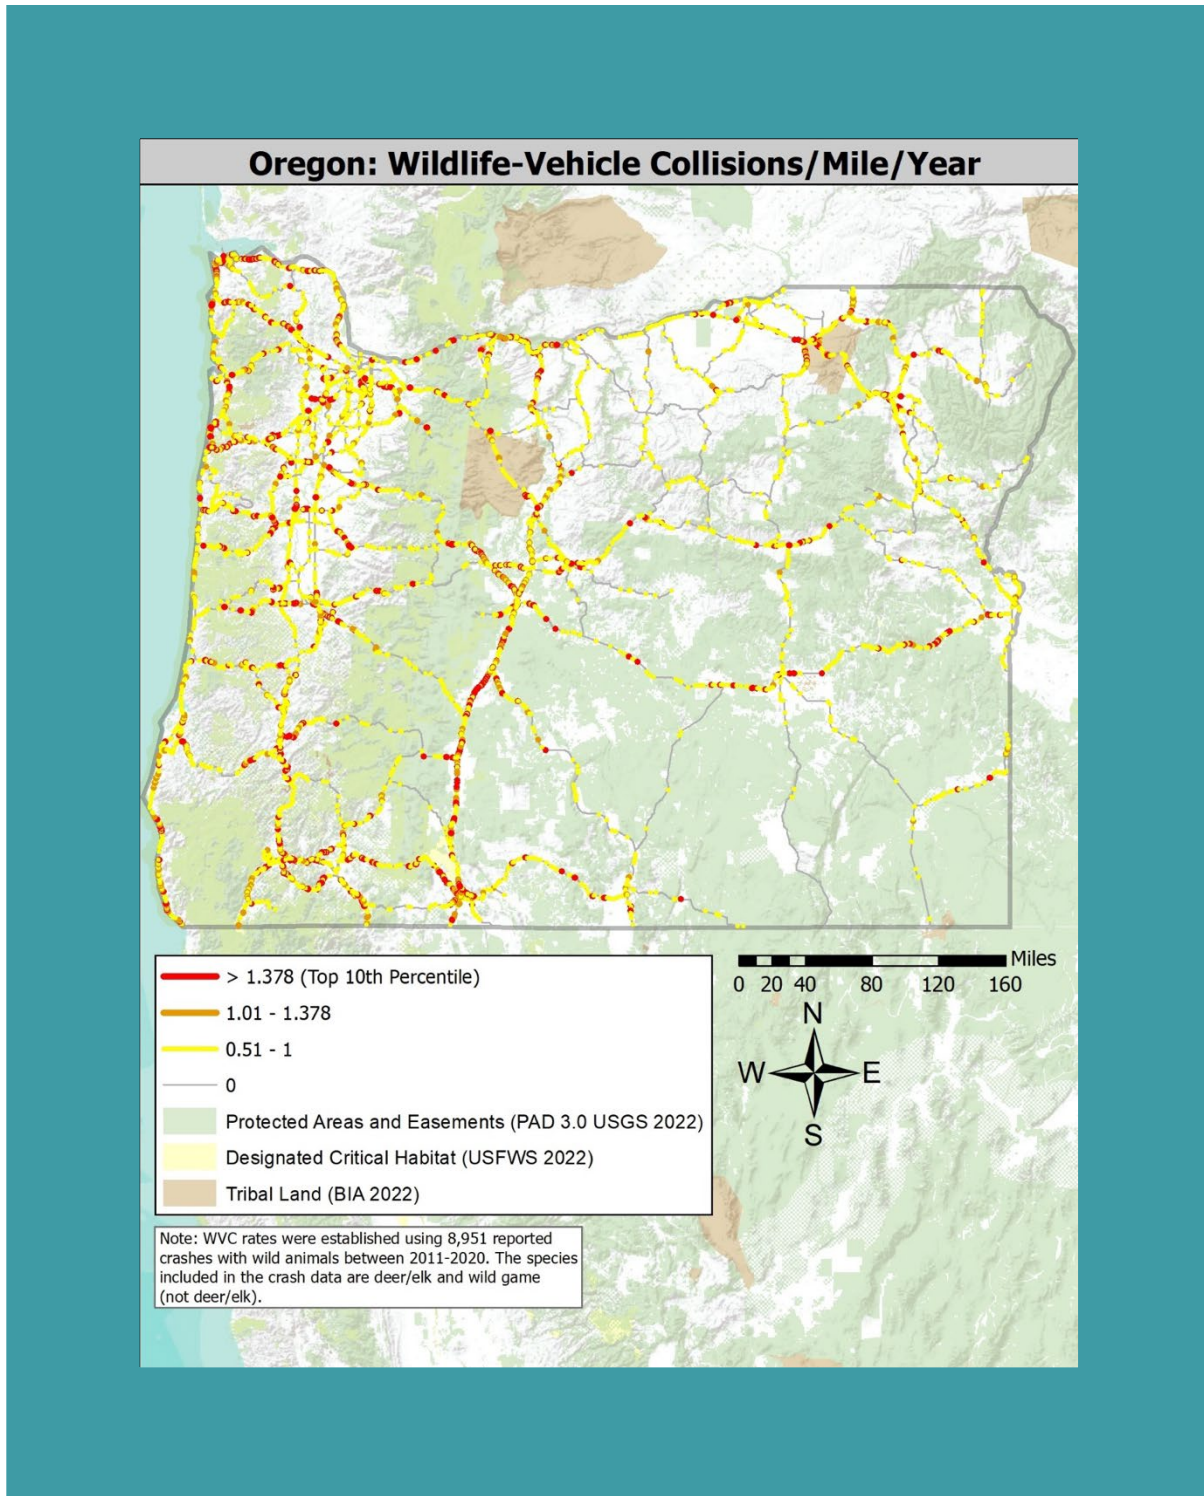 Oregon: Wildlife-Vehicle Collisions/Mile/Year
> 1.378 (Top 10th Percentile)
1.01 - 1.378
0.51 - 1
0
Protected Areas and Easements (PAD 3.0 USGS 2022)
Designated Critical Habitat (USFWS 2022)
Tribal Land (BIA 2022)
Miles
0 20 40 80 120 160
N
W E
S
Note: WVC rates were established using 8,951 reported
crashes with wild animals between 2011-2020. The species
included in the crash data are deer/elk and wild game
(not deer/elk).